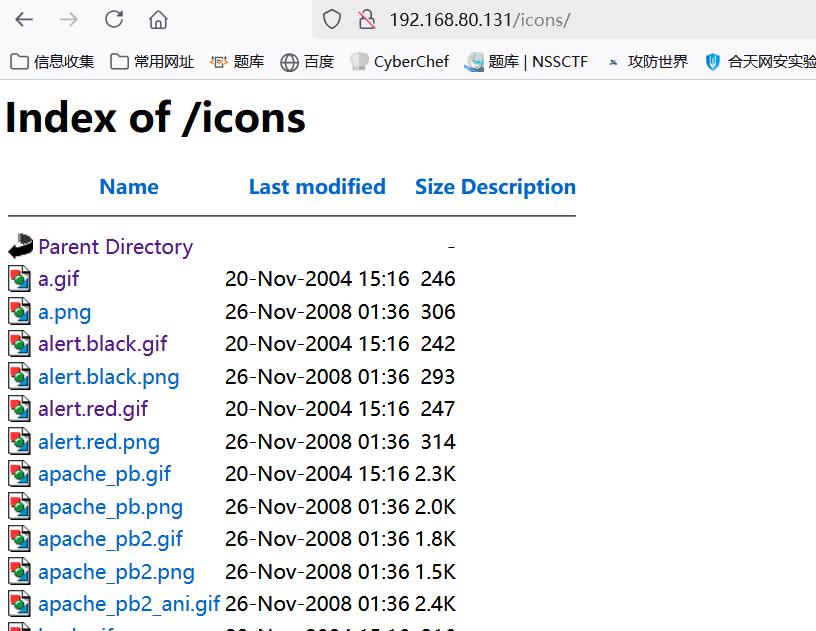 192.168.80.131/icons/
信息收集 常用网址 题库 百度 CyberChef 题库 | NSSCTF 攻防世界 合天网安实验
Index of /icons
Name Last modified Size Description
Parent Directory -
a.gif 20-Nov-2004 15:16 246
a.png 26-Nov-2008 01:36 306
alert.black.gif 20-Nov-2004 15:16 242
alert.black.png 26-Nov-2008 01:36 293
alert.red.gif 20-Nov-2004 15:16 247
alert.red.png 26-Nov-2008 01:36 314
apache_pb.gif 20-Nov-2004 15:16 2.3K
apache_pb.png 26-Nov-2008 01:36 2.0K
apache_pb2.gif 26-Nov-2008 01:36 1.8K
apache_pb2.png 26-Nov-2008 01:36 1.5K
apache_pb2_ani.gif 26-Nov-2008 01:36 2.4K